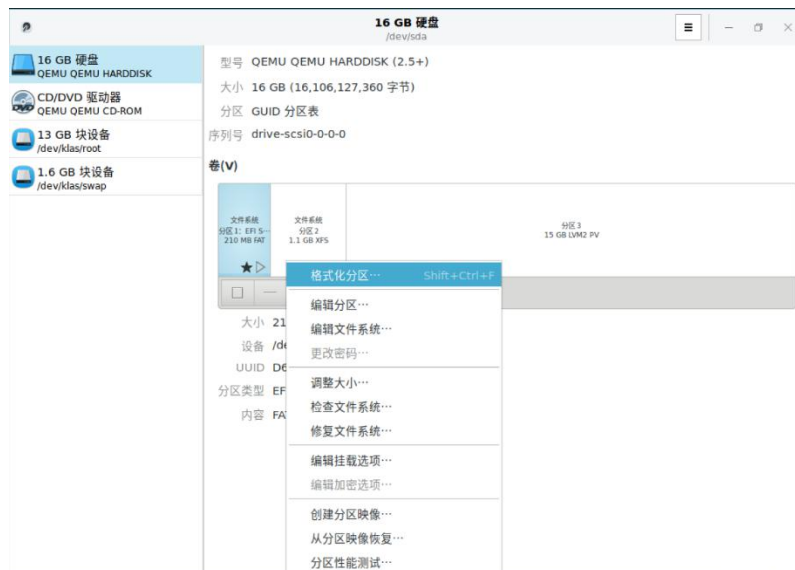 16 GB 硬盘
/dev/sda
16 GB 硬盘
QEMU QEMU HARDDISK
CD/DVD 驱动器
QEMU QEMU CD-ROM
13 GB 块设备
/dev/klas/root
1.6 GB 块设备
/dev/klas/swap
型号 QEMU QEMU HARDDISK (2.5+)
大小 16 GB (16,106,127,360 字节)
分区 GUID 分区表
序列号 drive-scsi0-0-0-0
卷(V)
文件系统
分区 1: EFI S…
210 MB FAT
文件系统
分区 2
1.1 GB XFS
分区 3
15 GB LVM2 PV
大小 21
设备 /de
UUID D6
分区类型 EF
内容 FA
格式化分区… Shift+Ctrl+F
编辑分区…
编辑文件系统…
更改密码…
调整大小…
检查文件系统…
修复文件系统…
编辑挂载选项…
编辑加密选项…
创建分区映像…
从分区映像恢复…
分区性能测试…